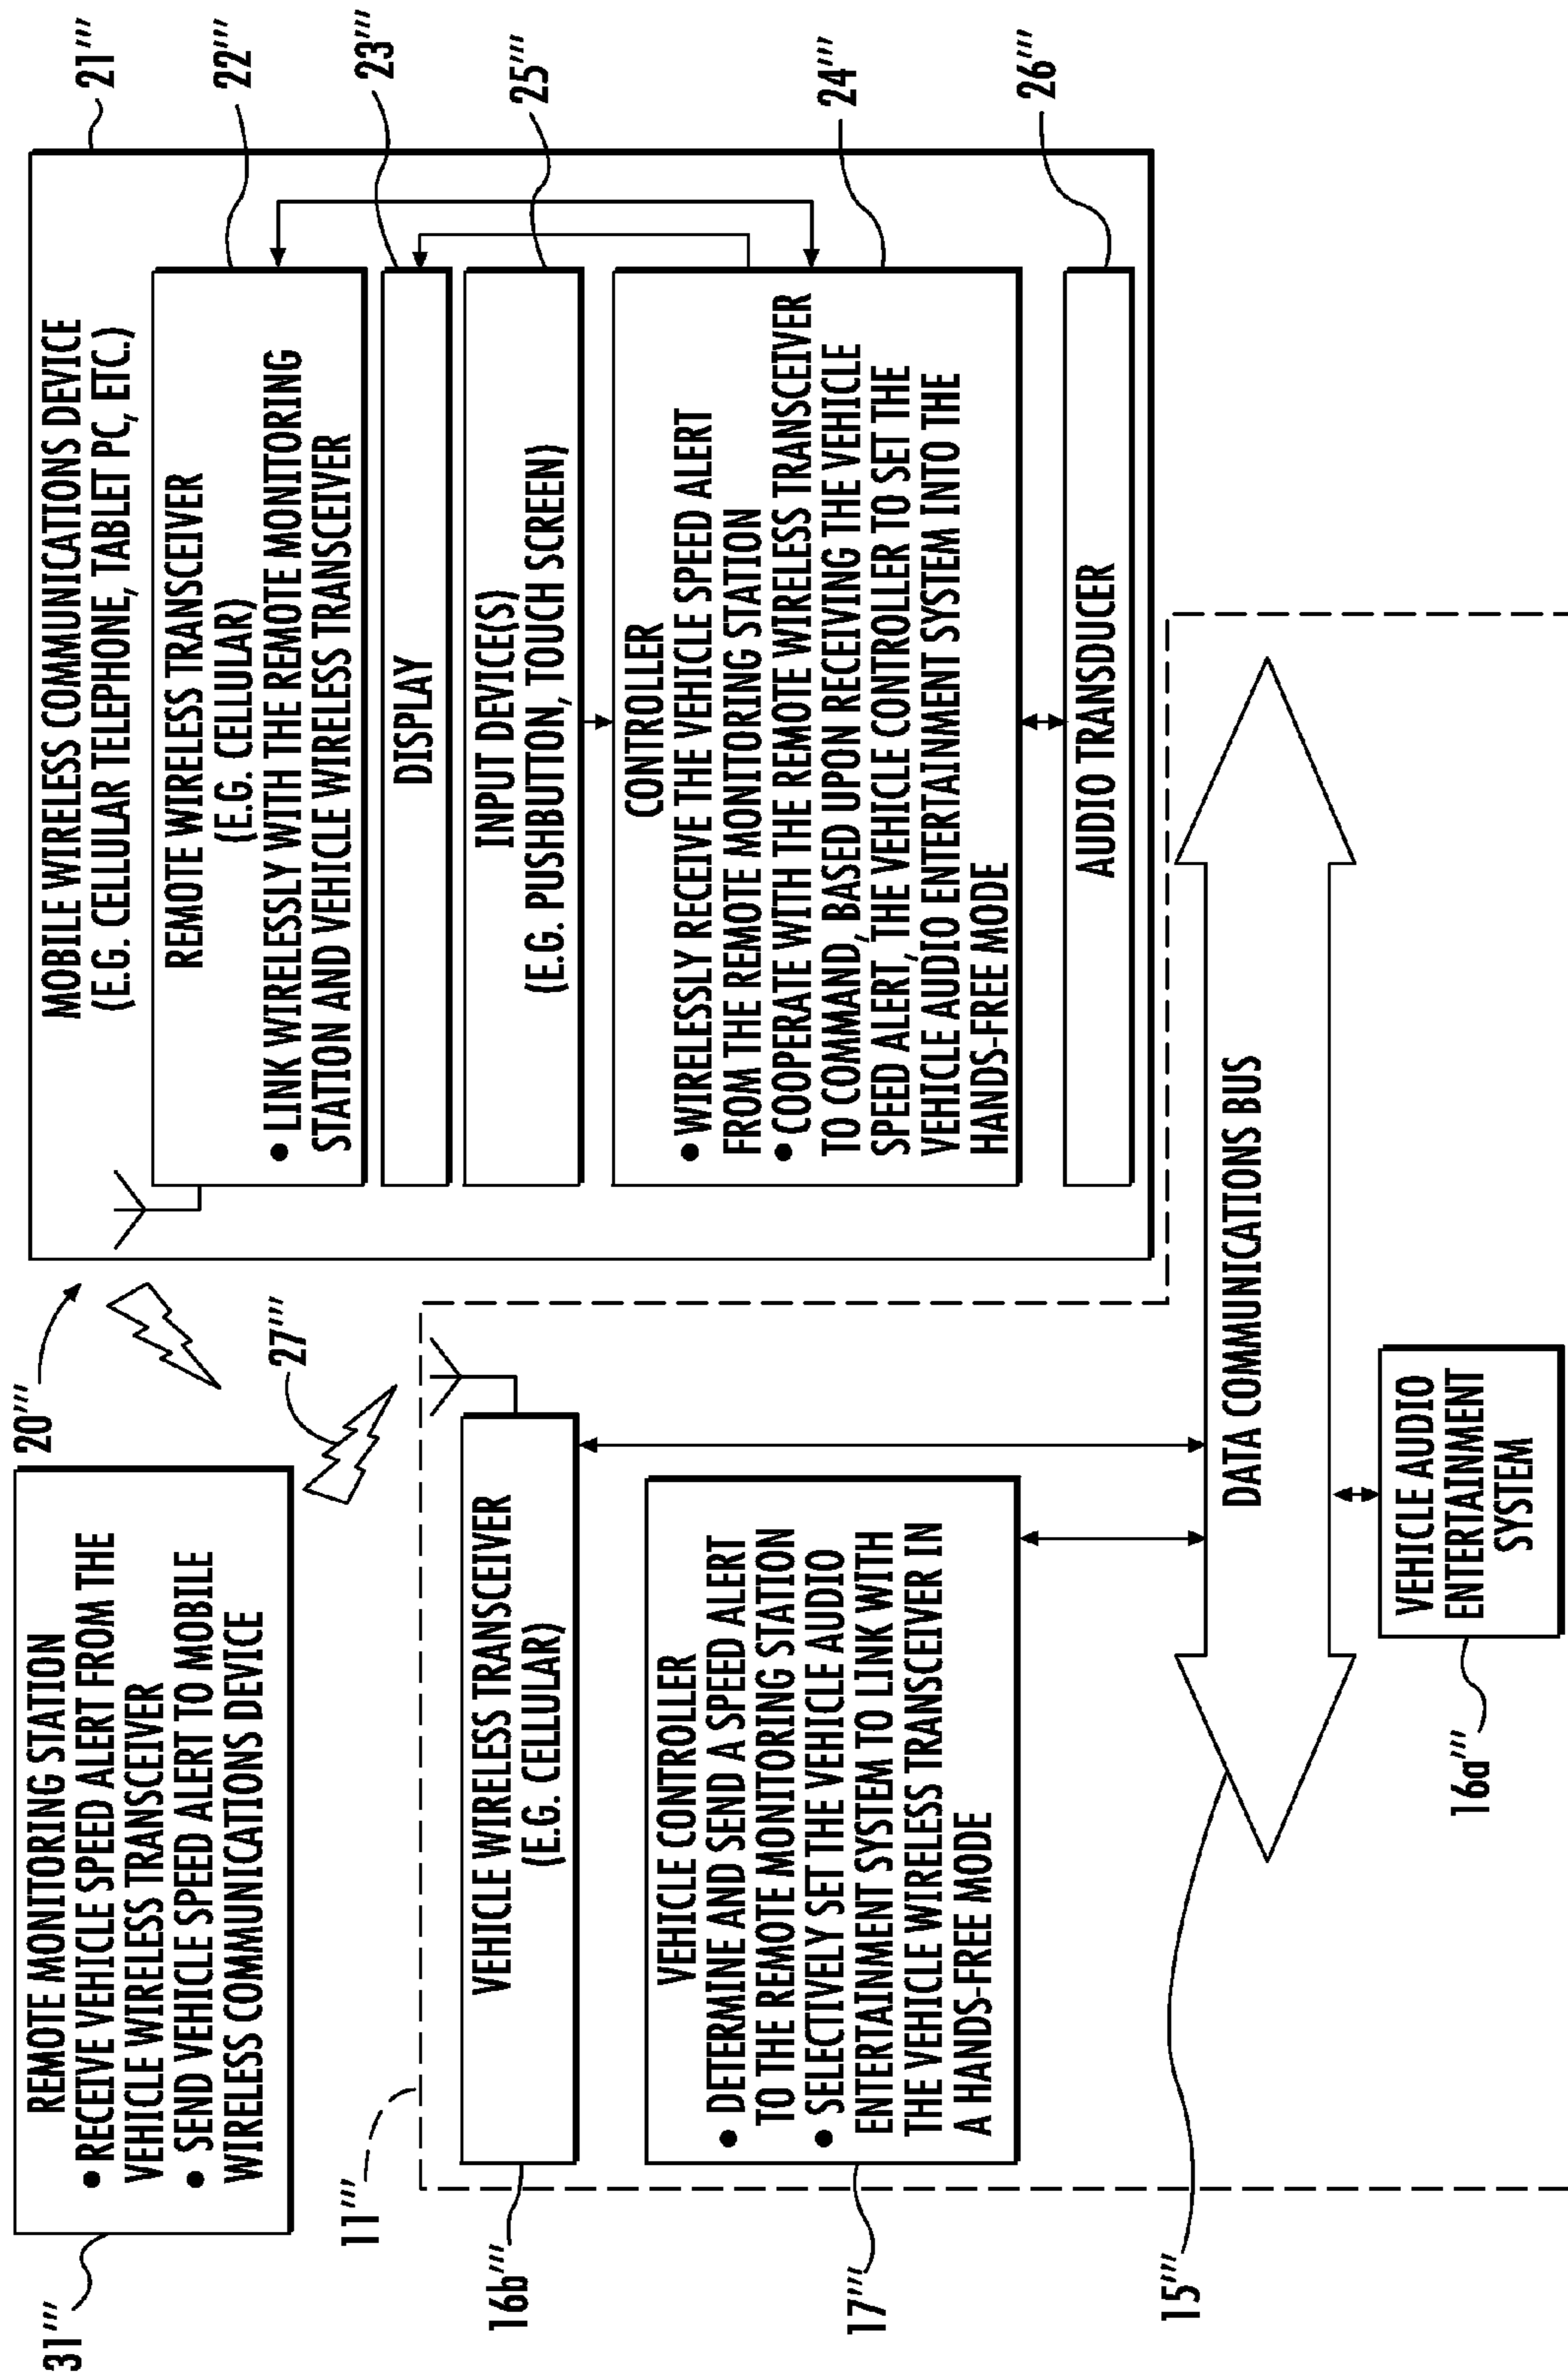 31'''
REMOTE MONITORING STATION
• RECEIVE VEHICLE SPEED ALERT FROM THE
VEHICLE WIRELESS TRANSCEIVER
• SEND VEHICLE SPEED ALERT TO MOBILE
WIRELESS COMMUNICATIONS DEVICE
20'''
27'''
MOBILE WIRELESS COMMUNICATIONS DEVICE
(E.G. CELLULAR TELEPHONE, TABLET PC, ETC.)
21'''
REMOTE WIRELESS TRANSCEIVER
(E.G. CELLULAR)
• LINK WIRELESSLY WITH THE REMOTE MONITORING
STATION AND VEHICLE WIRELESS TRANSCEIVER
22'''
DISPLAY
23'''
INPUT DEVICE(S)
(E.G. PUSHBUTTON, TOUCH SCREEN)
25'''
CONTROLLER
• WIRELESSLY RECEIVE THE VEHICLE SPEED ALERT
FROM THE REMOTE MONITORING STATION
• COOPERATE WITH THE REMOTE WIRELESS TRANSCEIVER
TO COMMAND, BASED UPON RECEIVING THE VEHICLE
SPEED ALERT, THE VEHICLE CONTROLLER TO SET THE
VEHICLE AUDIO ENTERTAINMENT SYSTEM INTO THE
HANDS-FREE MODE
24'''
AUDIO TRANSDUCER
26'''
11'''
VEHICLE WIRELESS TRANSCEIVER
(E.G. CELLULAR)
16b'''
VEHICLE CONTROLLER
• DETERMINE AND SEND A SPEED ALERT
TO THE REMOTE MONITORING STATION
• SELECTIVELY SET THE VEHICLE AUDIO
ENTERTAINMENT SYSTEM TO LINK WITH
THE VEHICLE WIRELESS TRANSCEIVER IN
A HANDS-FREE MODE
17'''
DATA COMMUNICATIONS BUS
15'''
VEHICLE AUDIO
ENTERTAINMENT
SYSTEM
16a'''